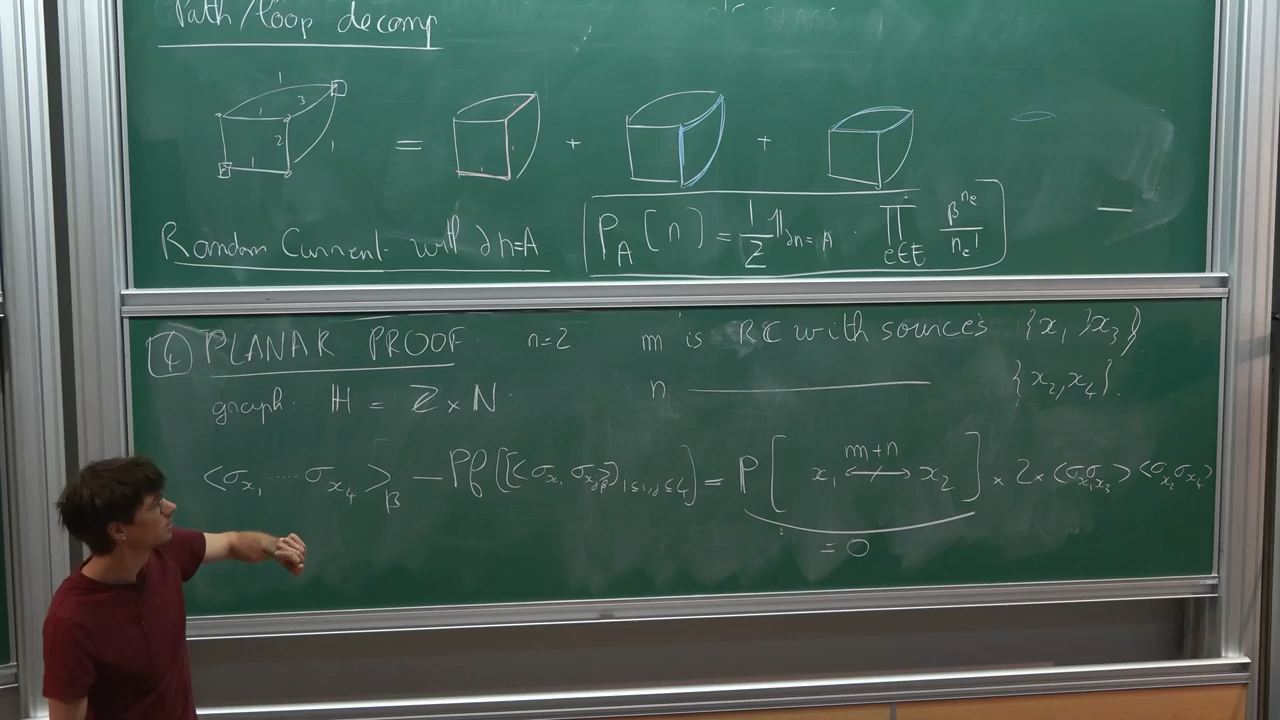 Path/loop decomp
1 1 3 2 1 1
= + +
Random Current with ∂n=A P_A[n] = 1/Z 𝟙_{∂n=A} · ∏_{e∈E} β^{n_e}/n_e!
④ PLANAR PROOF n=2 m is RC with sources {x_1, x_3}
graph: ℍ = ℤ×ℕ n ———— {x_2, x_4}.
<σ_{x_1} ... σ_{x_4}>_β − Pf([<σ_{x_i} σ_{x_j}>_β]_{1≤i,j≤4}) = P[x_1 ↮^{m+n} x_2] × 2 × <σ_{x_1}σ_{x_3}> <σ_{x_2}σ_{x_4}>
= 0